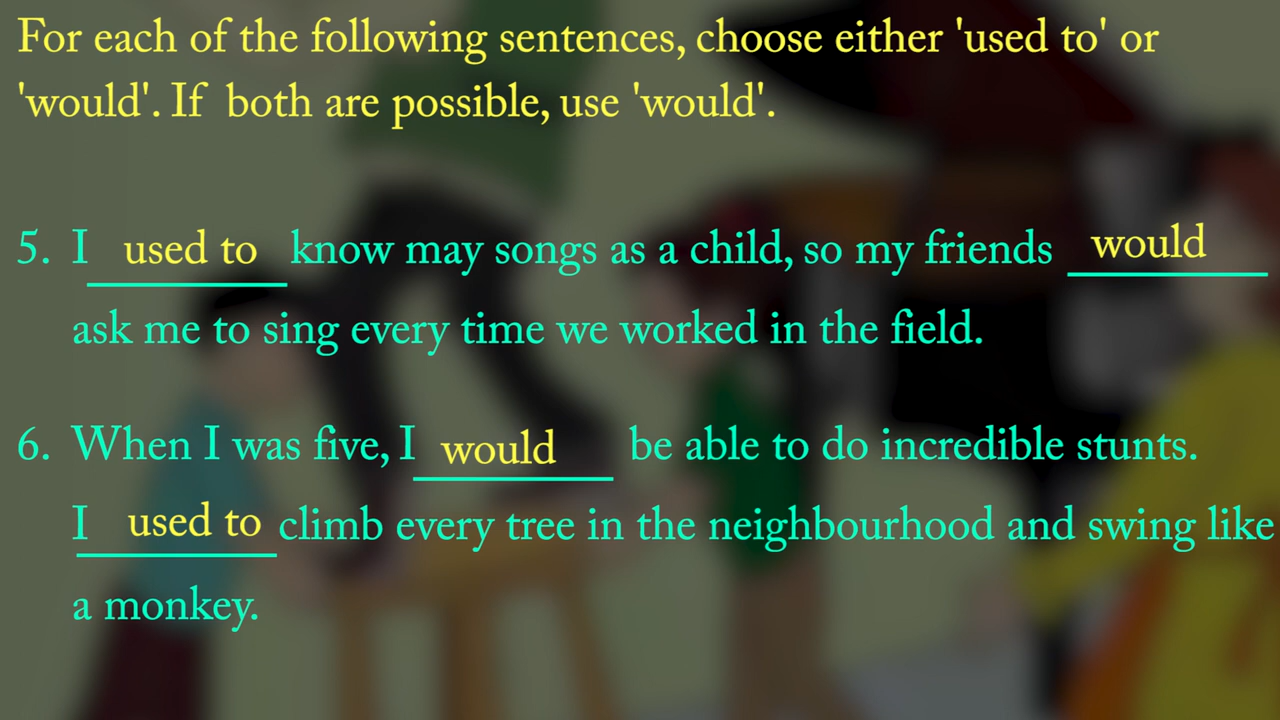 For each of the following sentences, choose either 'used to' or
'would'. If both are possible, use 'would'.
5. I used to know may songs as a child, so my friends would
ask me to sing every time we worked in the field.
6. When I was five, I would be able to do incredible stunts.
I used to climb every tree in the neighbourhood and swing like
a monkey.